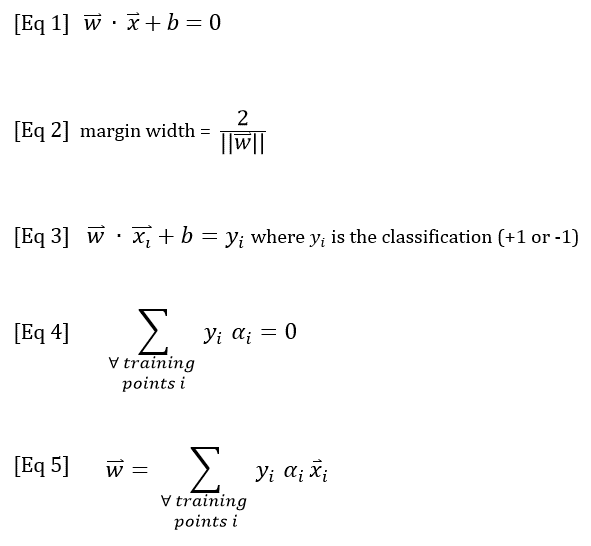 [Eq 1] w⃗ · x⃗ + b = 0
[Eq 2] margin width = 2 / ||w⃗||
[Eq 3] w⃗ · x⃗ᵢ + b = yᵢ where yᵢ is the classification (+1 or -1)
[Eq 4] ∑ yᵢ αᵢ = 0
∀ training
points i
[Eq 5] w⃗ = ∑ yᵢ αᵢ x⃗ᵢ
∀ training
points i